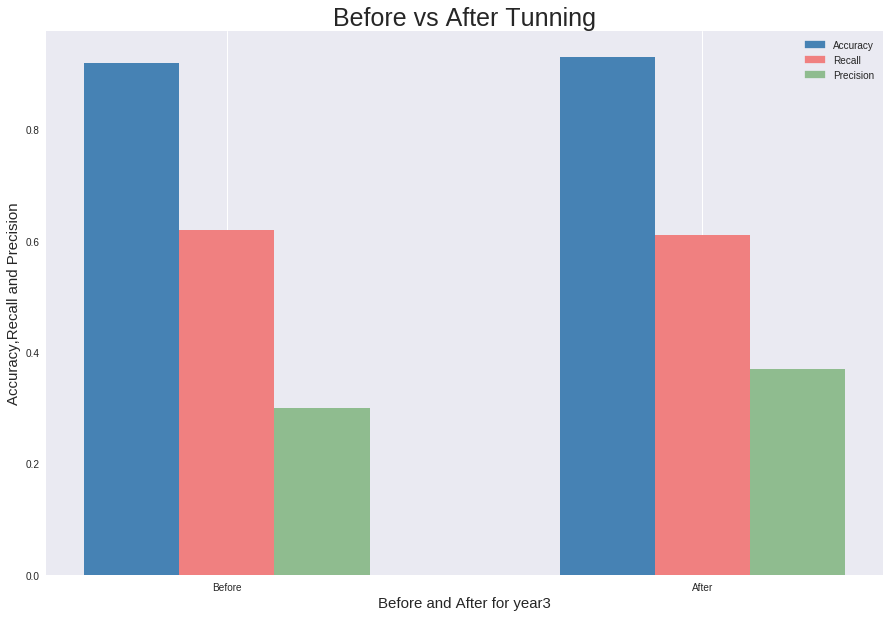 Before vs After Tunning
Accuracy
Recall
Precision
Accuracy,Recall and Precision
0.8
0.6
0.4
0.2
0.0
Before
After
Before and After for year3